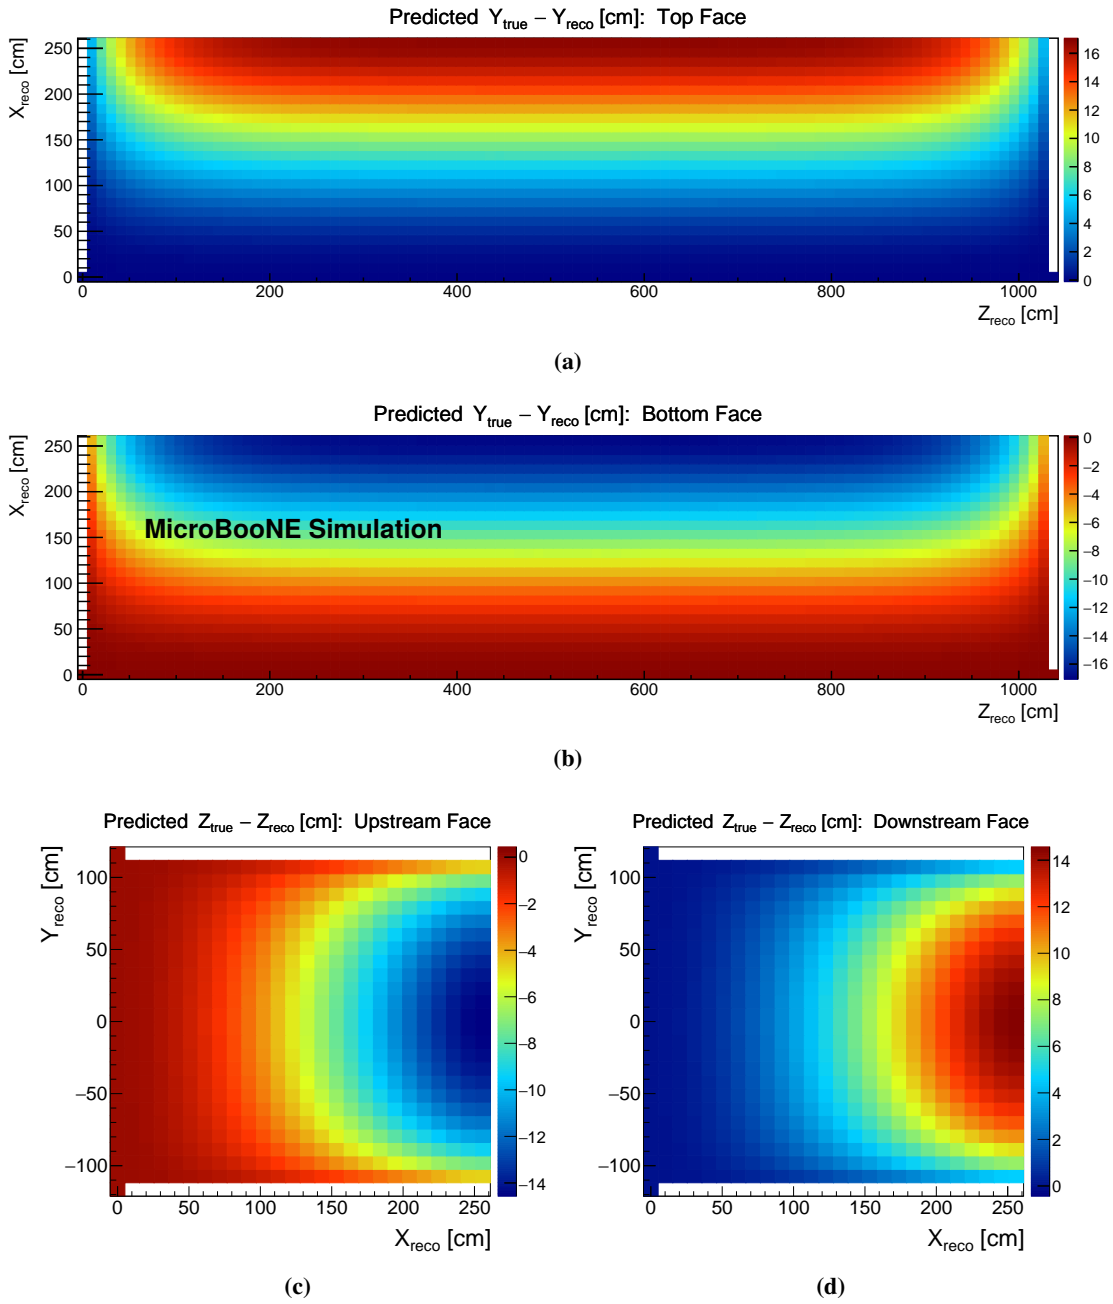 Predicted Y_true − Y_reco [cm]: Top Face
X_reco [cm]
250
200
150
100
50
0
0 200 400 600 800 1000
Z_reco [cm]
16
14
12
10
8
6
4
2
0
(a)
Predicted Y_true − Y_reco [cm]: Bottom Face
X_reco [cm]
250
200
150
100
50
0
MicroBooNE Simulation
0 200 400 600 800 1000
Z_reco [cm]
0
−2
−4
−6
−8
−10
−12
−14
−16
(b)
Predicted Z_true − Z_reco [cm]: Upstream Face
Y_reco [cm]
100
50
0
−50
−100
0 50 100 150 200 250
X_reco [cm]
0
−2
−4
−6
−8
−10
−12
−14
(c)
Predicted Z_true − Z_reco [cm]: Downstream Face
Y_reco [cm]
100
50
0
−50
−100
0 50 100 150 200 250
X_reco [cm]
14
12
10
8
6
4
2
0
(d)